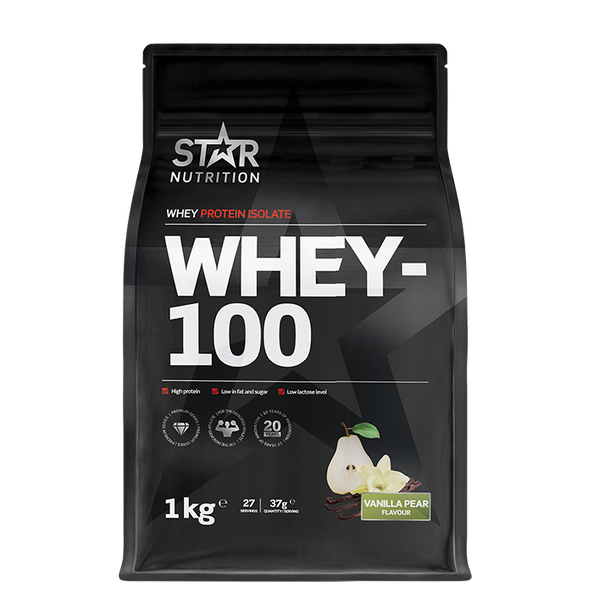 STAR
NUTRITION
WHEY PROTEIN ISOLATE
WHEY-
100
High protein
Low in fat and sugar
Low lactose level
20
YEARS
1kg e
27
SERVINGS
37g e
QUANTITY/SERVING
VANILLA PEAR
FLAVOUR